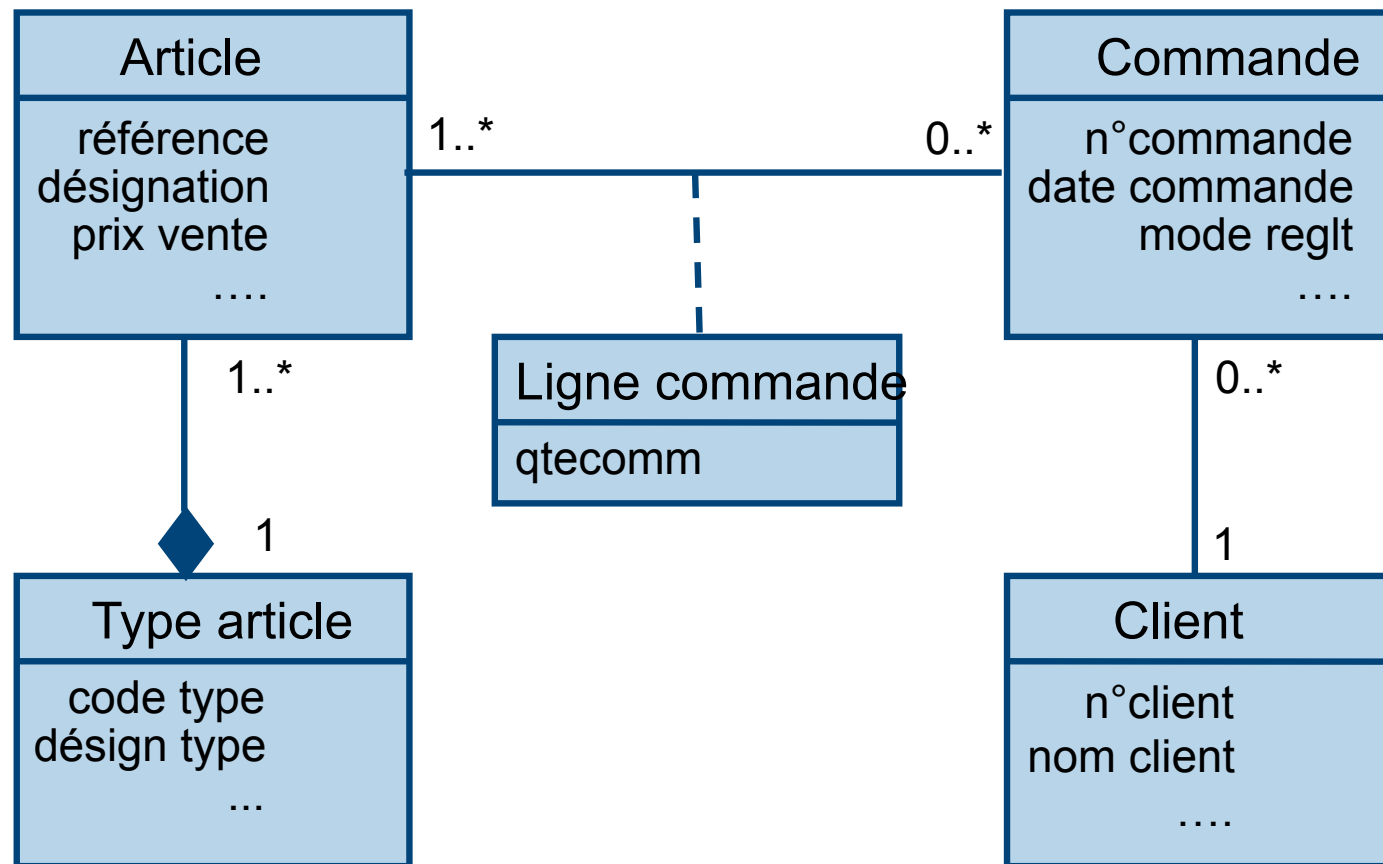 Article
référence
désignation
prix vente
….
1..*
0..*
Commande
n°commande
date commande
mode reglt
….
1..*
Ligne commande
qtecomm
0..*
1
Type article
code type
désign type
...
1
Client
n°client
nom client
….